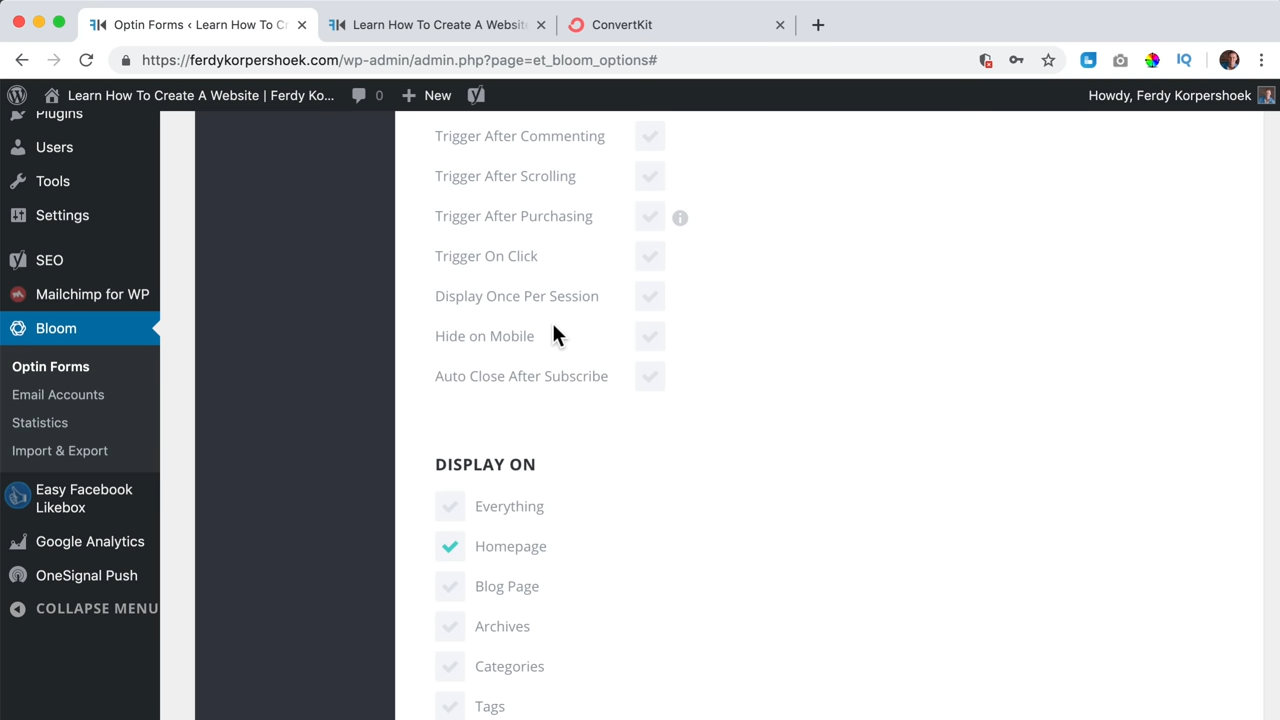 Optin Forms ‹ Learn How To Cr
Learn How To Create A Website
ConvertKit
https://ferdykorpershoek.com/wp-admin/admin.php?page=et_bloom_options#
IQ
Learn How To Create A Website | Ferdy Ko...
0
New
Howdy, Ferdy Korpershoek
Plugins
Users
Tools
Settings
SEO
Mailchimp for WP
Bloom
Optin Forms
Email Accounts
Statistics
Import & Export
Easy Facebook
Likebox
Google Analytics
OneSignal Push
COLLAPSE MENU
Trigger After Commenting
Trigger After Scrolling
Trigger After Purchasing
Trigger On Click
Display Once Per Session
Hide on Mobile
Auto Close After Subscribe
DISPLAY ON
Everything
Homepage
Blog Page
Archives
Categories
Tags